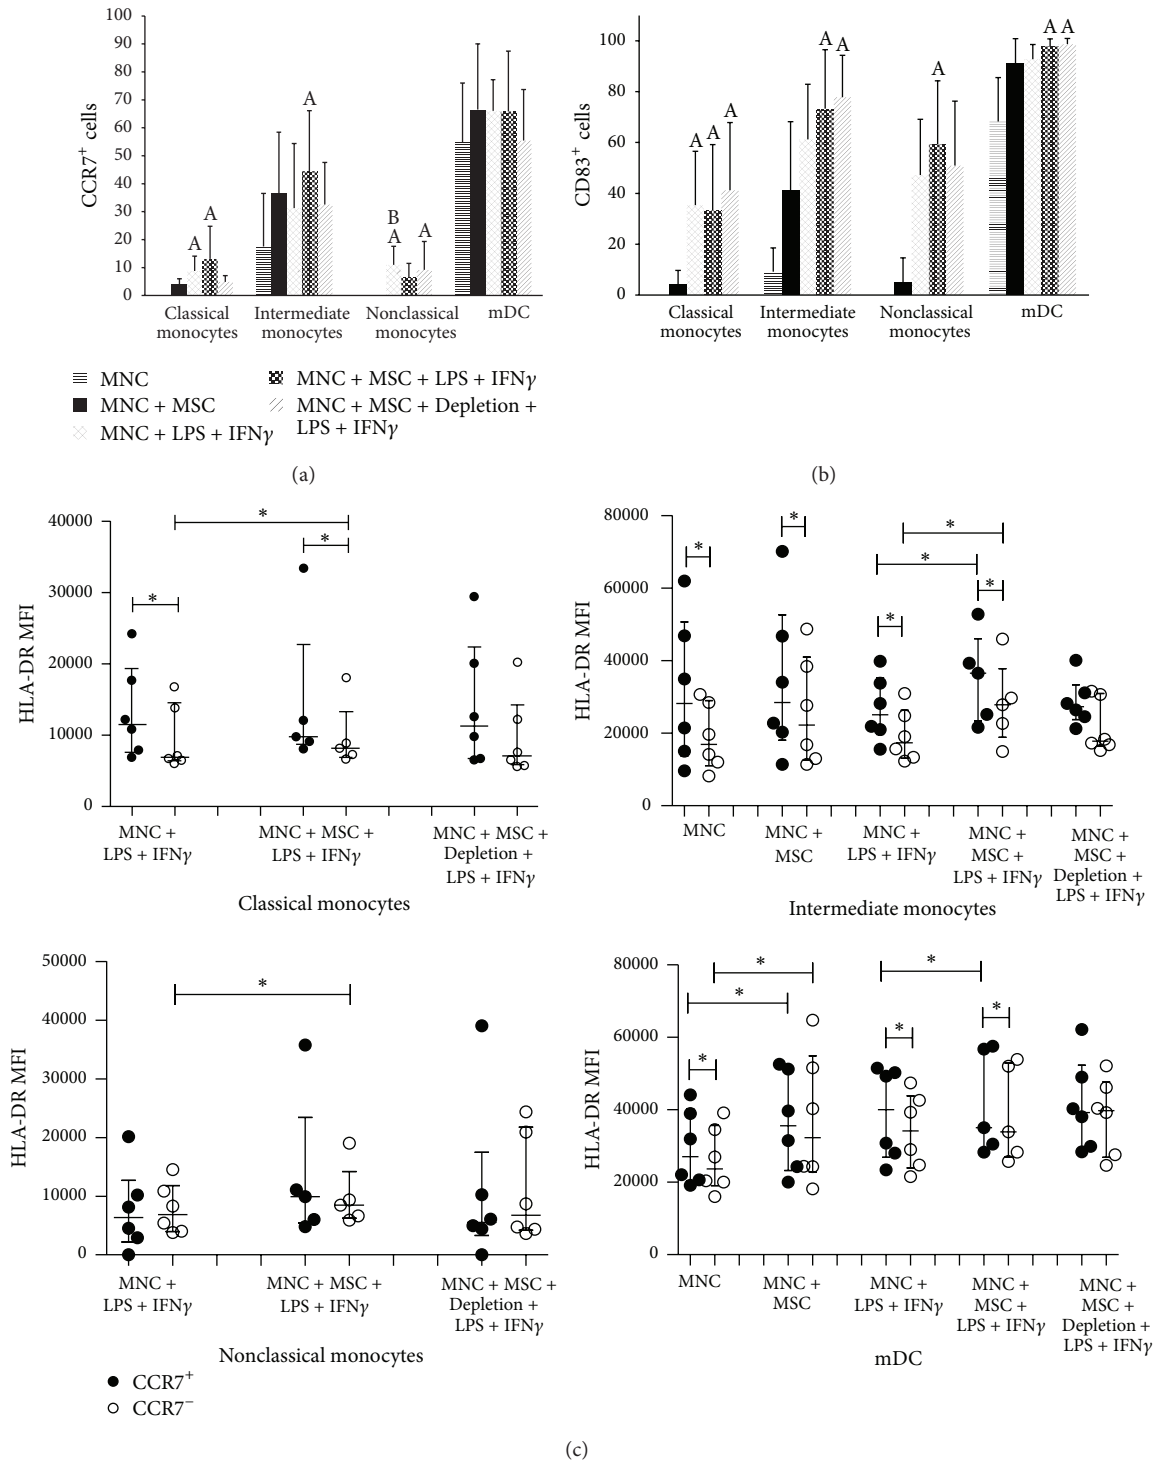 100
90
80
70
60
50
40
30
20
10
0
CCR7+ cells
A
A
A
B
A
A
Classical monocytes
Intermediate monocytes
Nonclassical monocytes
mDC
100
80
60
40
20
0
CD83+ cells
A
A
A
A
A
A
A
A
Classical monocytes
Intermediate monocytes
Nonclassical monocytes
mDC
MNC
MNC + MSC
MNC + LPS + IFNγ
MNC + MSC + LPS + IFNγ
MNC + MSC + Depletion +
LPS + IFNγ
(a)
(b)
40000
30000
20000
10000
0
HLA-DR MFI
*
*
*
MNC +
LPS + IFNγ
MNC + MSC +
LPS + IFNγ
MNC + MSC +
Depletion +
LPS + IFNγ
Classical monocytes
80000
60000
40000
20000
0
HLA-DR MFI
*
*
*
*
*
*
MNC
MNC +
MSC
MNC +
LPS + IFNγ
MNC +
MSC +
LPS + IFNγ
MNC +
MSC +
Depletion +
LPS + IFNγ
Intermediate monocytes
50000
40000
30000
20000
10000
0
HLA-DR MFI
*
MNC +
LPS + IFNγ
MNC + MSC +
LPS + IFNγ
MNC + MSC +
Depletion +
LPS + IFNγ
Nonclassical monocytes
80000
60000
40000
20000
0
HLA-DR MFI
*
*
*
*
*
*
MNC
MNC +
MSC
MNC +
LPS + IFNγ
MNC +
MSC +
LPS + IFNγ
MNC +
MSC +
Depletion +
LPS + IFNγ
mDC
CCR7+
CCR7−
(c)